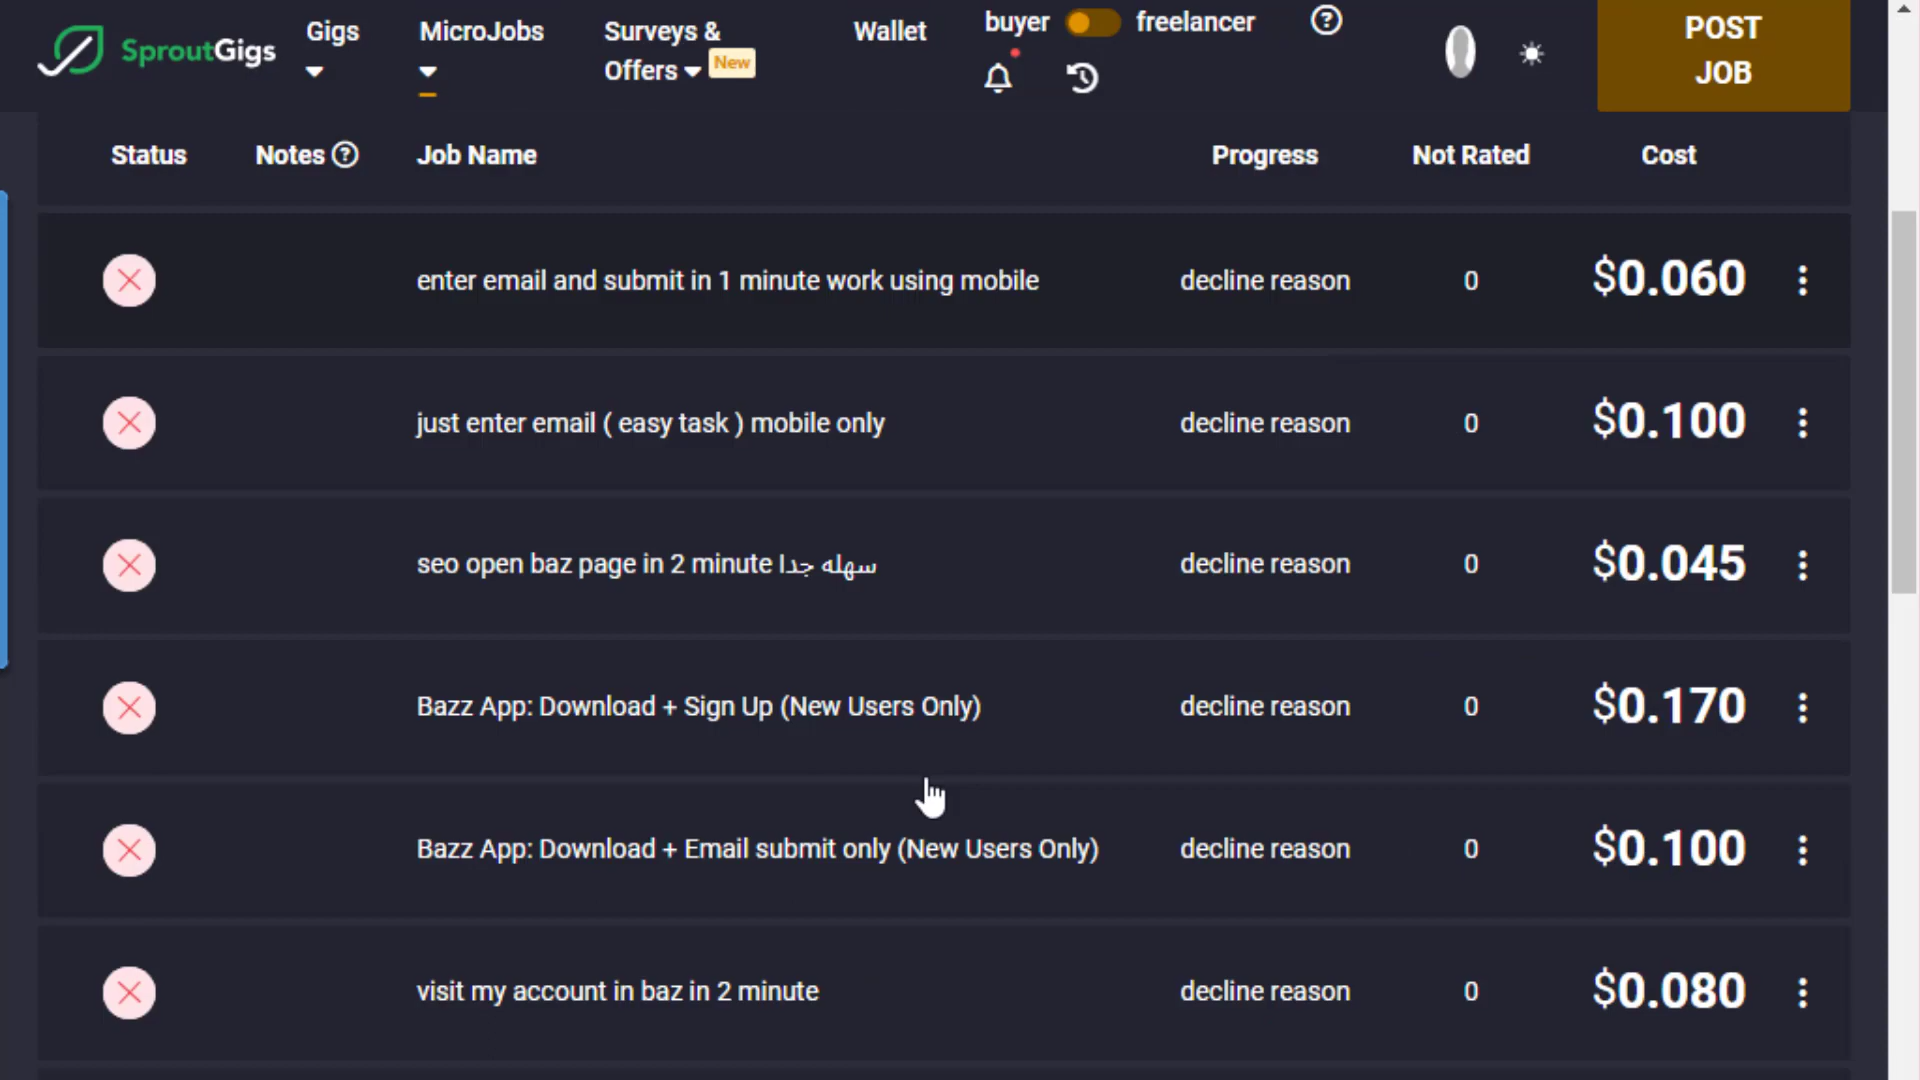 SproutGigs
Gigs
MicroJobs
Surveys &
Offers
New
Wallet
buyer
freelancer
POST
JOB
Status
Notes
Job Name
Progress
Not Rated
Cost
enter email and submit in 1 minute work using mobile
decline reason
0
$0.060
just enter email ( easy task ) mobile only
decline reason
0
$0.100
seo open baz page in 2 minute سهله جدا
decline reason
0
$0.045
Bazz App: Download + Sign Up (New Users Only)
decline reason
0
$0.170
Bazz App: Download + Email submit only (New Users Only)
decline reason
0
$0.100
visit my account in baz in 2 minute
decline reason
0
$0.080